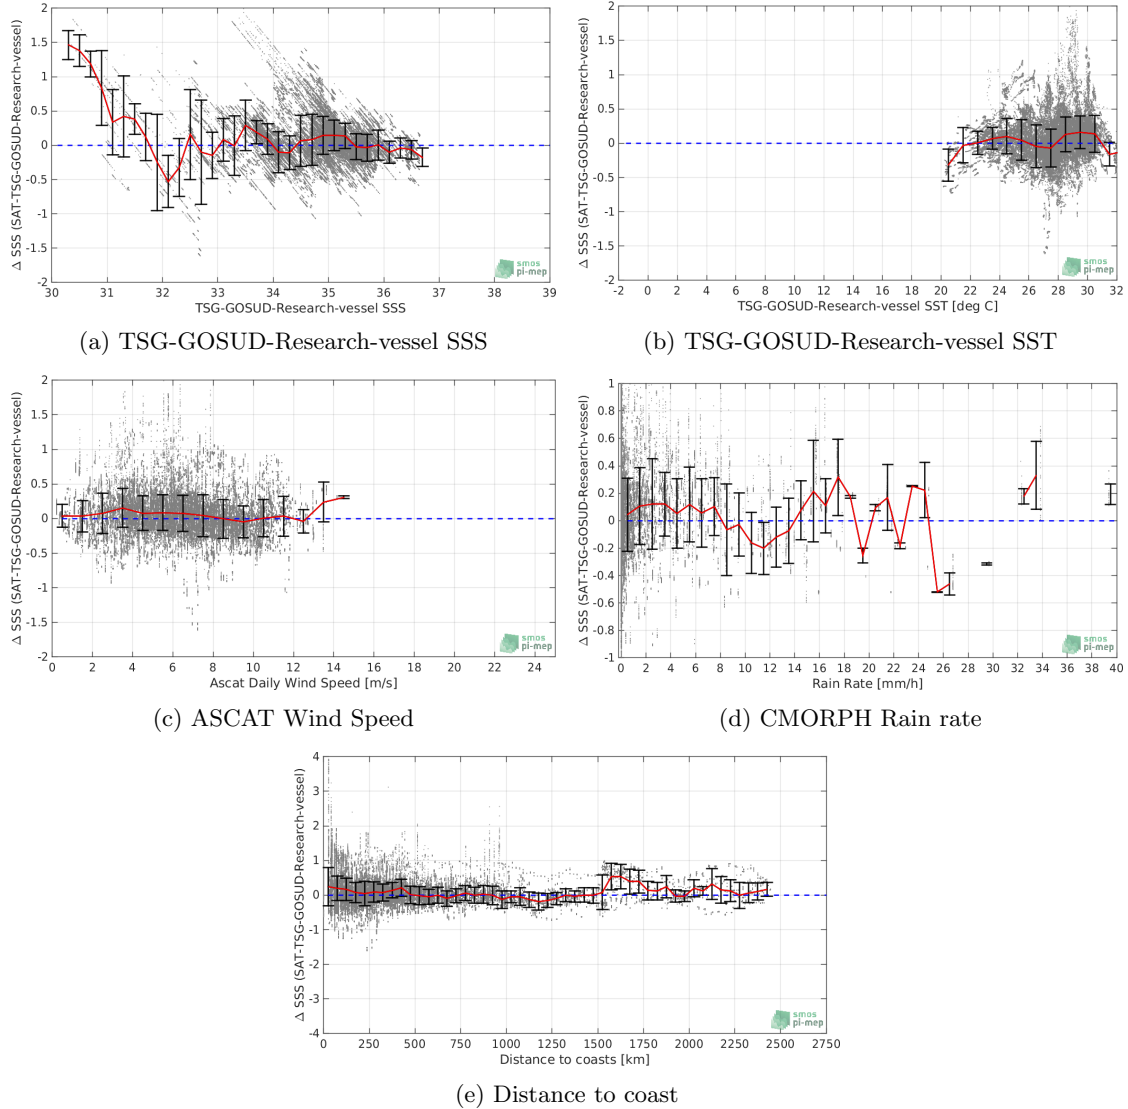 Δ SSS (SAT-TSG-GOSUD-Research-vessel)
2
1.5
1
0.5
0
-0.5
-1
-1.5
-2
30 31 32 33 34 35 36 37 38 39
TSG-GOSUD-Research-vessel SSS
smos
pi-mep
(a) TSG-GOSUD-Research-vessel SSS
Δ SSS (SAT-TSG-GOSUD-Research-vessel)
2
1.5
1
0.5
0
-0.5
-1
-1.5
-2
-2 0 2 4 6 8 10 12 14 16 18 20 22 24 26 28 30 32
TSG-GOSUD-Research-vessel SST [deg C]
smos
pi-mep
(b) TSG-GOSUD-Research-vessel SST
Δ SSS (SAT-TSG-GOSUD-Research-vessel)
2
1.5
1
0.5
0
-0.5
-1
-1.5
-2
0 2 4 6 8 10 12 14 16 18 20 22 24
Ascat Daily Wind Speed [m/s]
smos
pi-mep
(c) ASCAT Wind Speed
Δ SSS (SAT-TSG-GOSUD-Research-vessel)
1
0.8
0.6
0.4
0.2
0
-0.2
-0.4
-0.6
-0.8
-1
0 2 4 6 8 10 12 14 16 18 20 22 24 26 28 30 32 34 36 38 40
Rain Rate [mm/h]
smos
pi-mep
(d) CMORPH Rain rate
Δ SSS (SAT-TSG-GOSUD-Research-vessel)
4
3
2
1
0
-1
-2
-3
-4
0 250 500 750 1000 1250 1500 1750 2000 2250 2500 2750
Distance to coasts [km]
smos
pi-mep
(e) Distance to coast